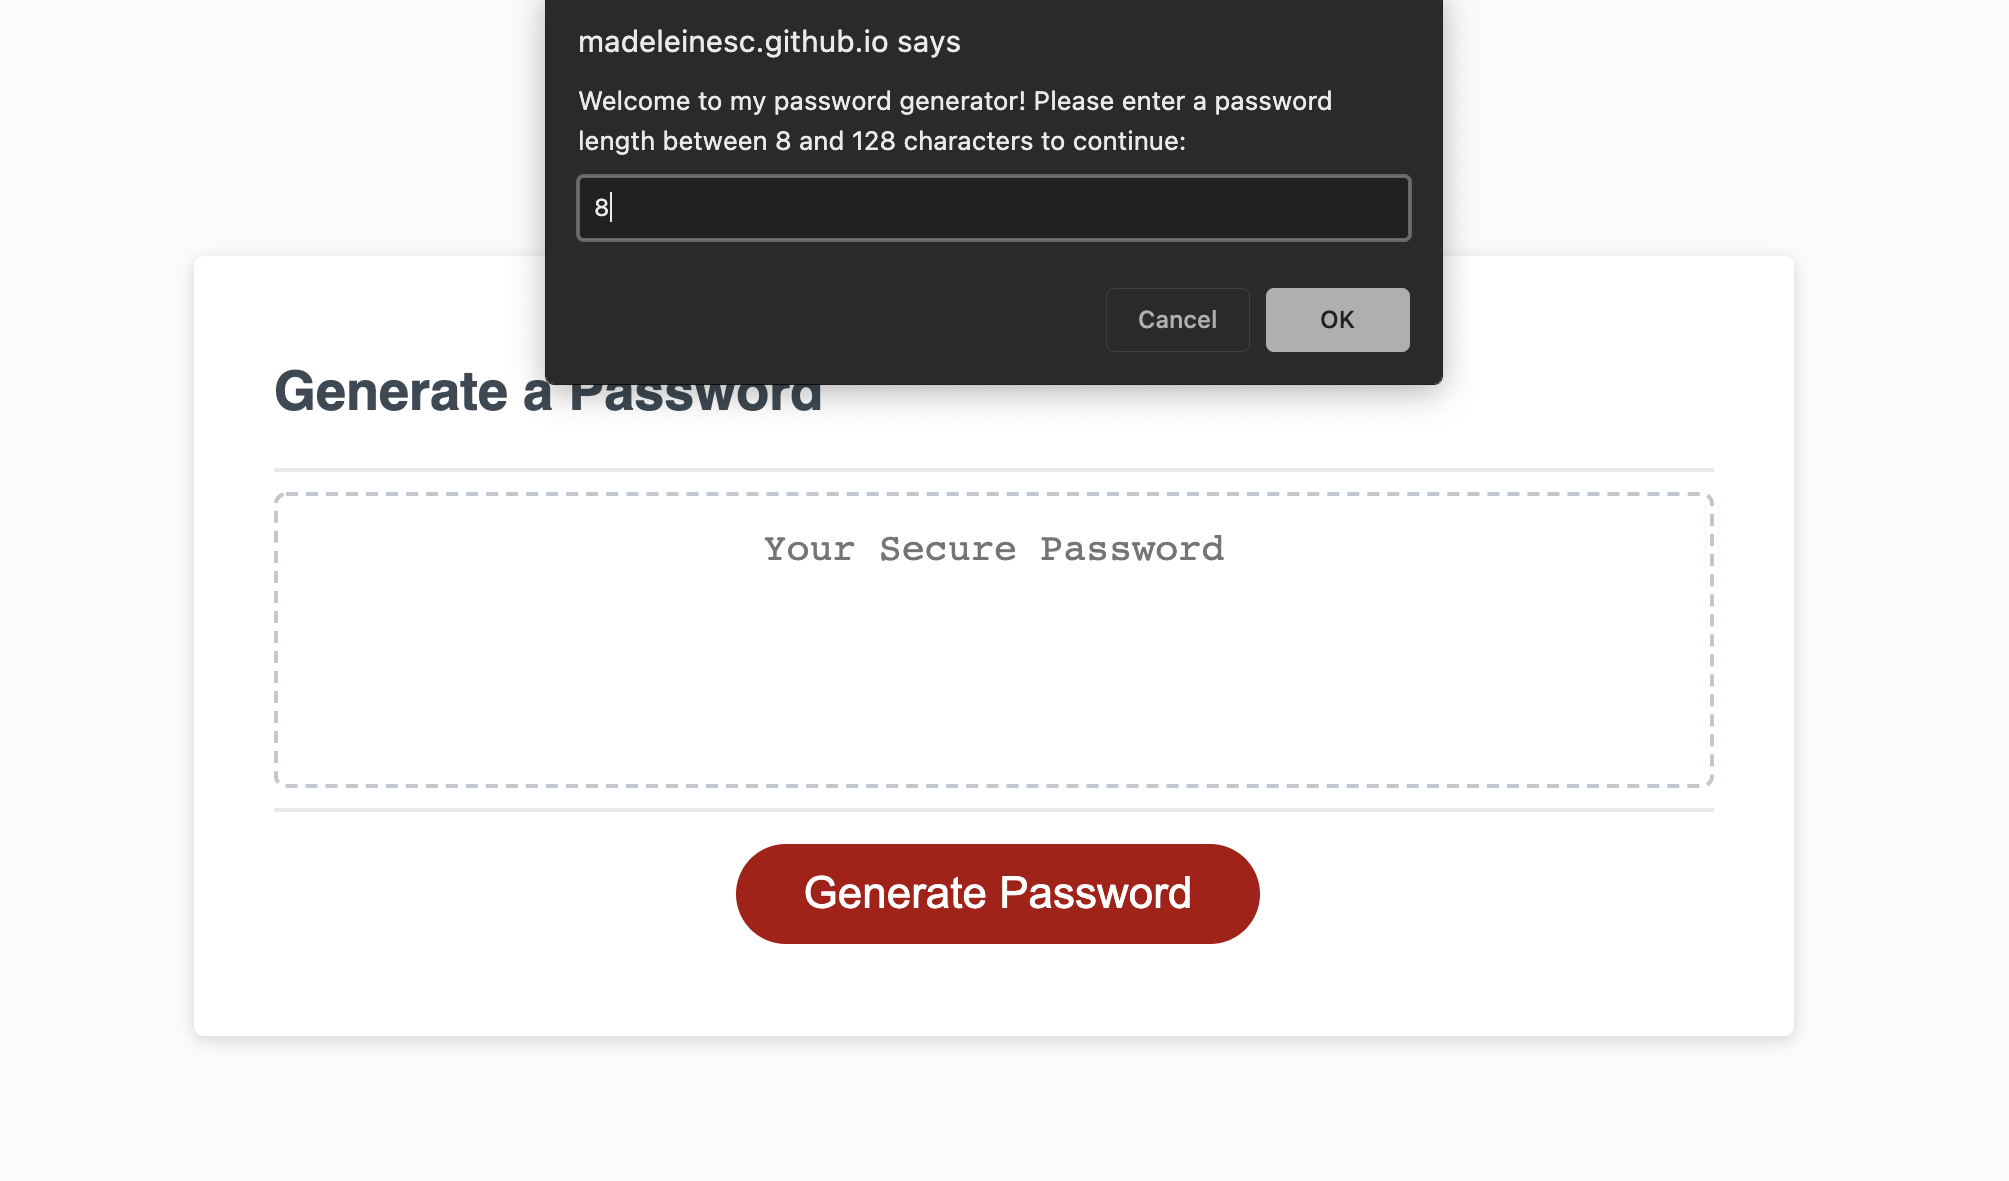 madeleinesc.github.io says
Welcome to my password generator! Please enter a password
length between 8 and 128 characters to continue:
8
Cancel
OK
Generate a Password
Your Secure Password
Generate Password